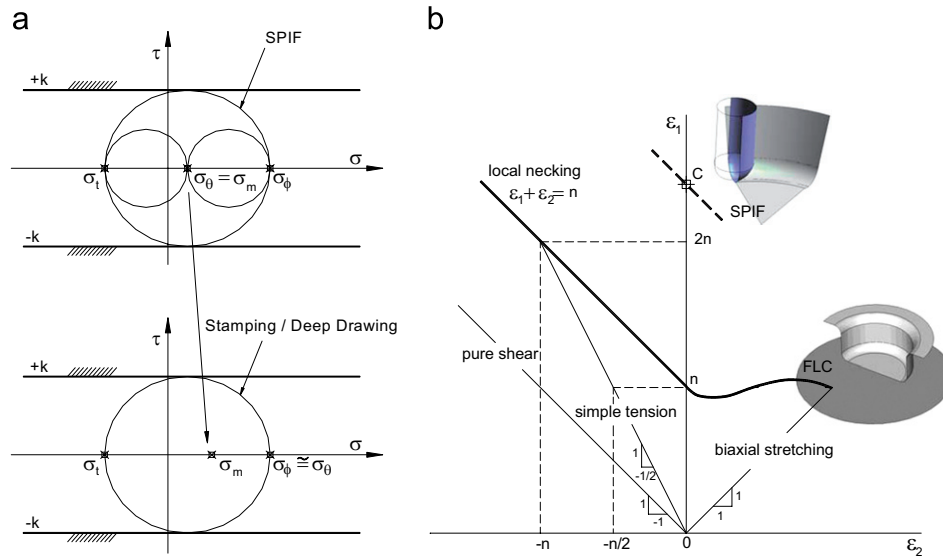 a
τ
SPIF
+k
σ
σt
σθ = σm
σϕ
-k
Stamping / Deep Drawing
τ
+k
σ
σt
σm
σϕ ≅ σθ
-k
b
ε1
C
local necking
ε1 + ε2 = n
SPIF
2n
pure shear
FLC
n
simple tension
biaxial stretching
1
-1/2
1
-1
1
1
-n
-n/2
0
ε2